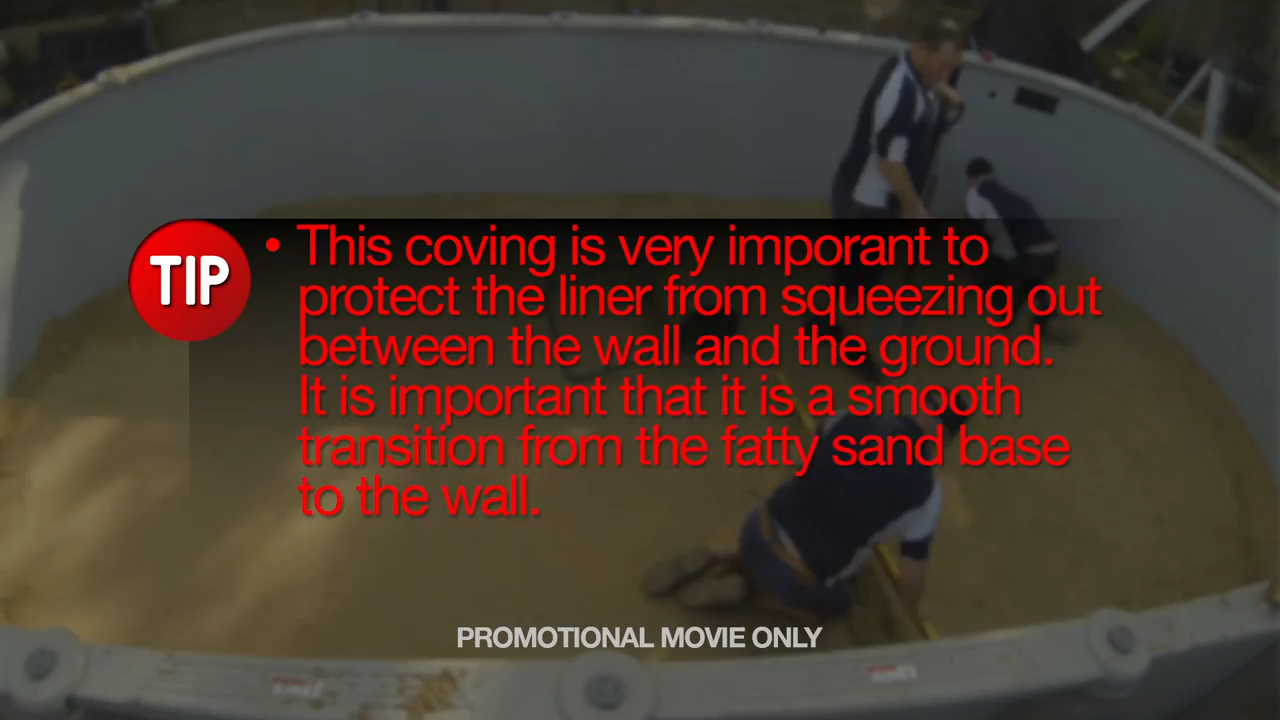 TIP
• This coving is very imporant to
protect the liner from squeezing out
between the wall and the ground.
It is important that it is a smooth
transition from the fatty sand base
to the wall.
PROMOTIONAL MOVIE ONLY